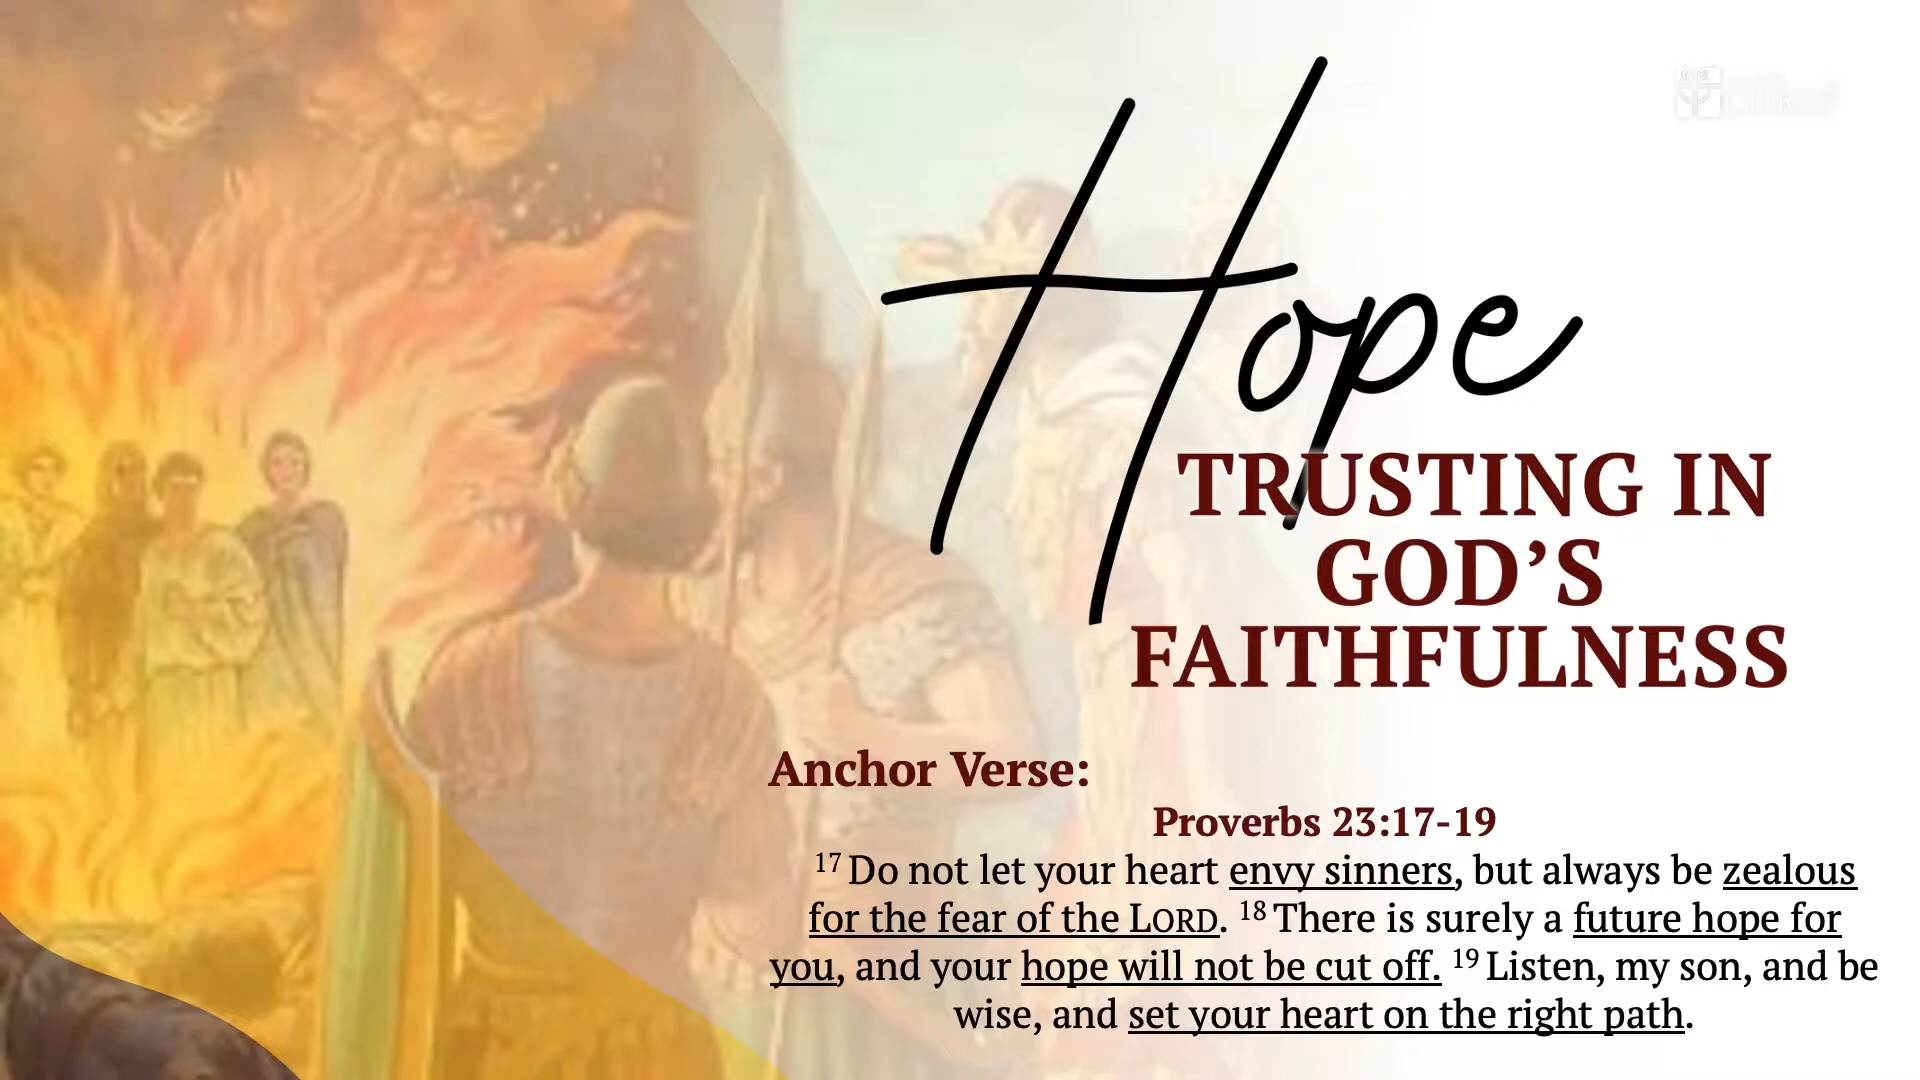 Hope
TRUSTING IN
GOD’S
FAITHFULNESS
Anchor Verse:
Proverbs 23:17-19
17 Do not let your heart envy sinners, but always be zealous
for the fear of the LORD. 18 There is surely a future hope for
you, and your hope will not be cut off. 19 Listen, my son, and be
wise, and set your heart on the right path.